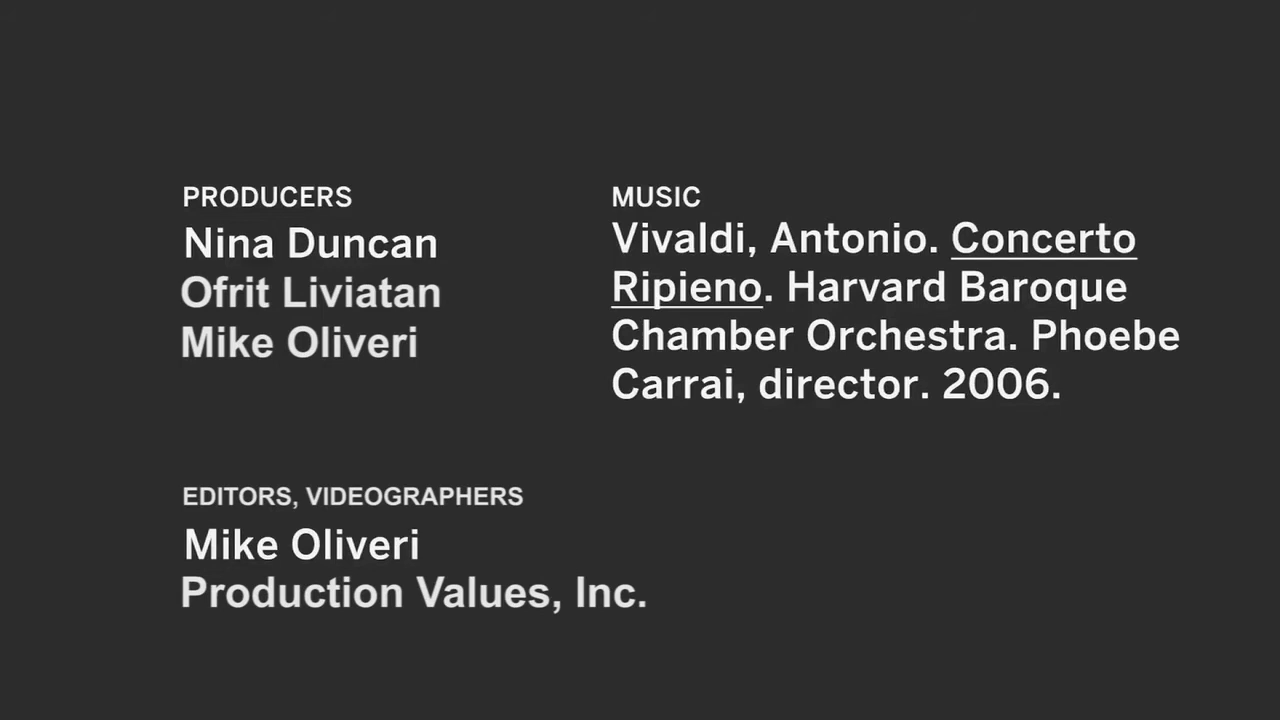 PRODUCERS
Nina Duncan
Ofrit Liviatan
Mike Oliveri
MUSIC
Vivaldi, Antonio. Concerto
Ripieno. Harvard Baroque
Chamber Orchestra. Phoebe
Carrai, director. 2006.
EDITORS, VIDEOGRAPHERS
Mike Oliveri
Production Values, Inc.